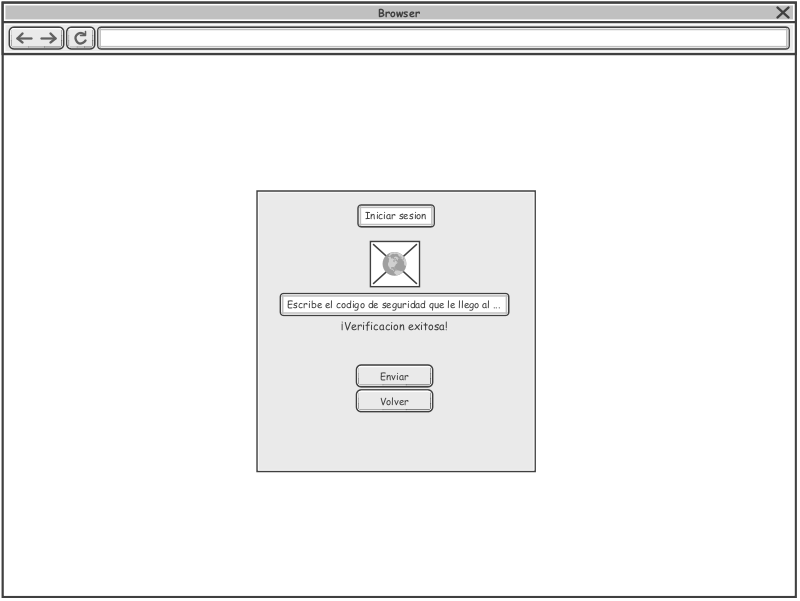 Browser
Iniciar sesion
Escribe el codigo de seguridad que le llego al ...
¡Verificacion exitosa!
Enviar
Volver